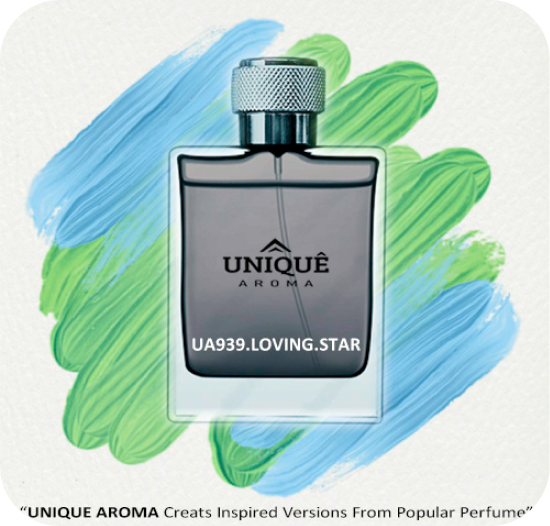 UNIQUÊ
AROMA
UA939.LOVING.STAR
“UNIQUE AROMA Creats Inspired Versions From Popular Perfume”